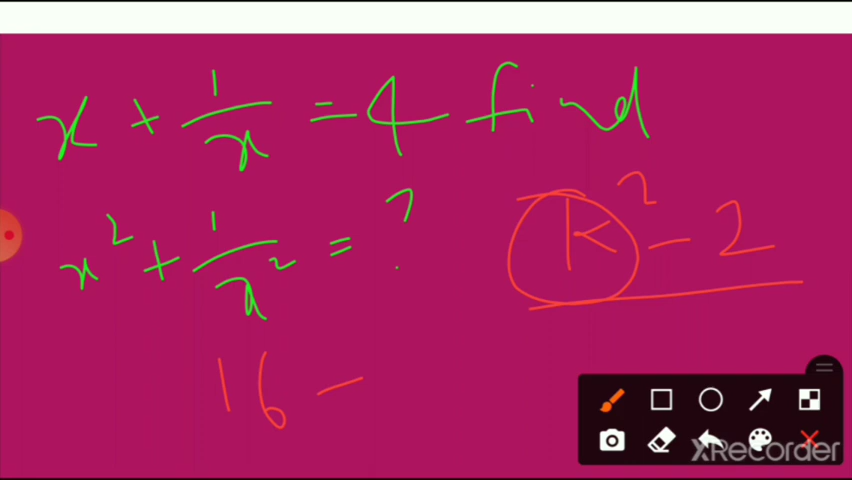 x + 1/x = 4 find
x² + 1/x² = ?
K² - 2
16 -
XRecorder